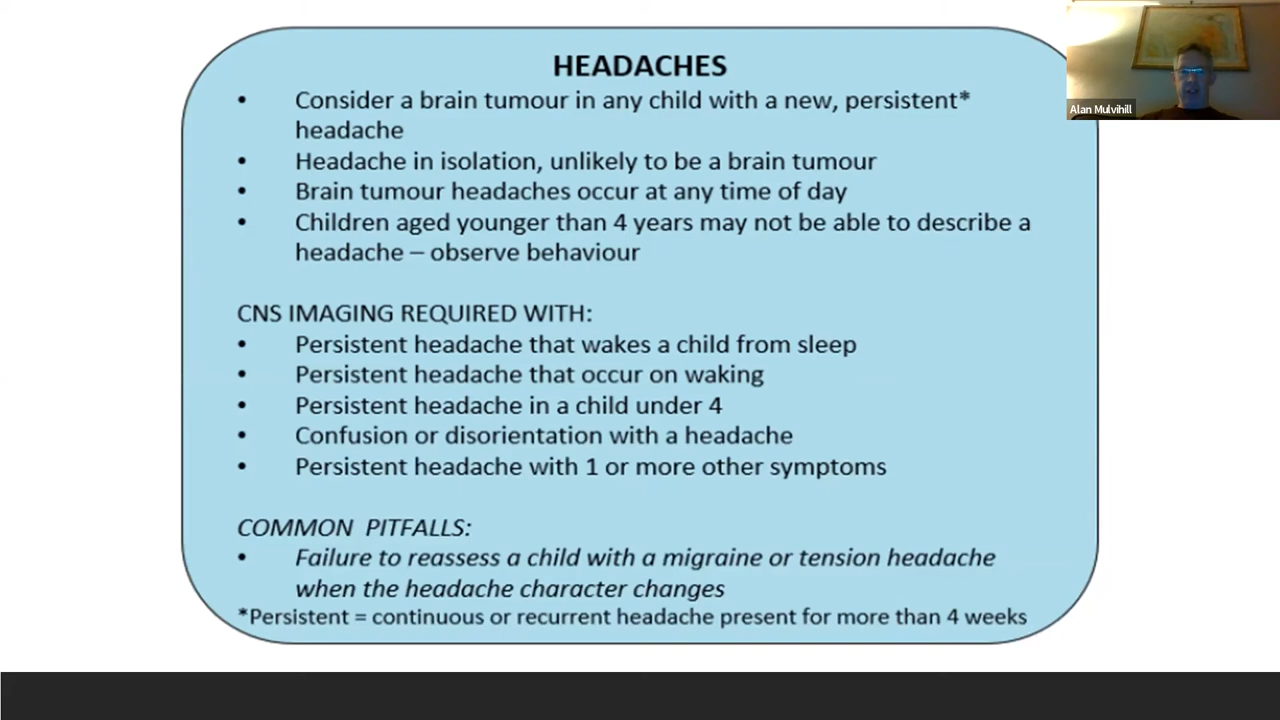 HEADACHES
• Consider a brain tumour in any child with a new, persistent*
headache
• Headache in isolation, unlikely to be a brain tumour
• Brain tumour headaches occur at any time of day
• Children aged younger than 4 years may not be able to describe a
headache – observe behaviour
CNS IMAGING REQUIRED WITH:
• Persistent headache that wakes a child from sleep
• Persistent headache that occur on waking
• Persistent headache in a child under 4
• Confusion or disorientation with a headache
• Persistent headache with 1 or more other symptoms
COMMON PITFALLS:
• Failure to reassess a child with a migraine or tension headache
when the headache character changes
*Persistent = continuous or recurrent headache present for more than 4 weeks
Alan Mulvihill